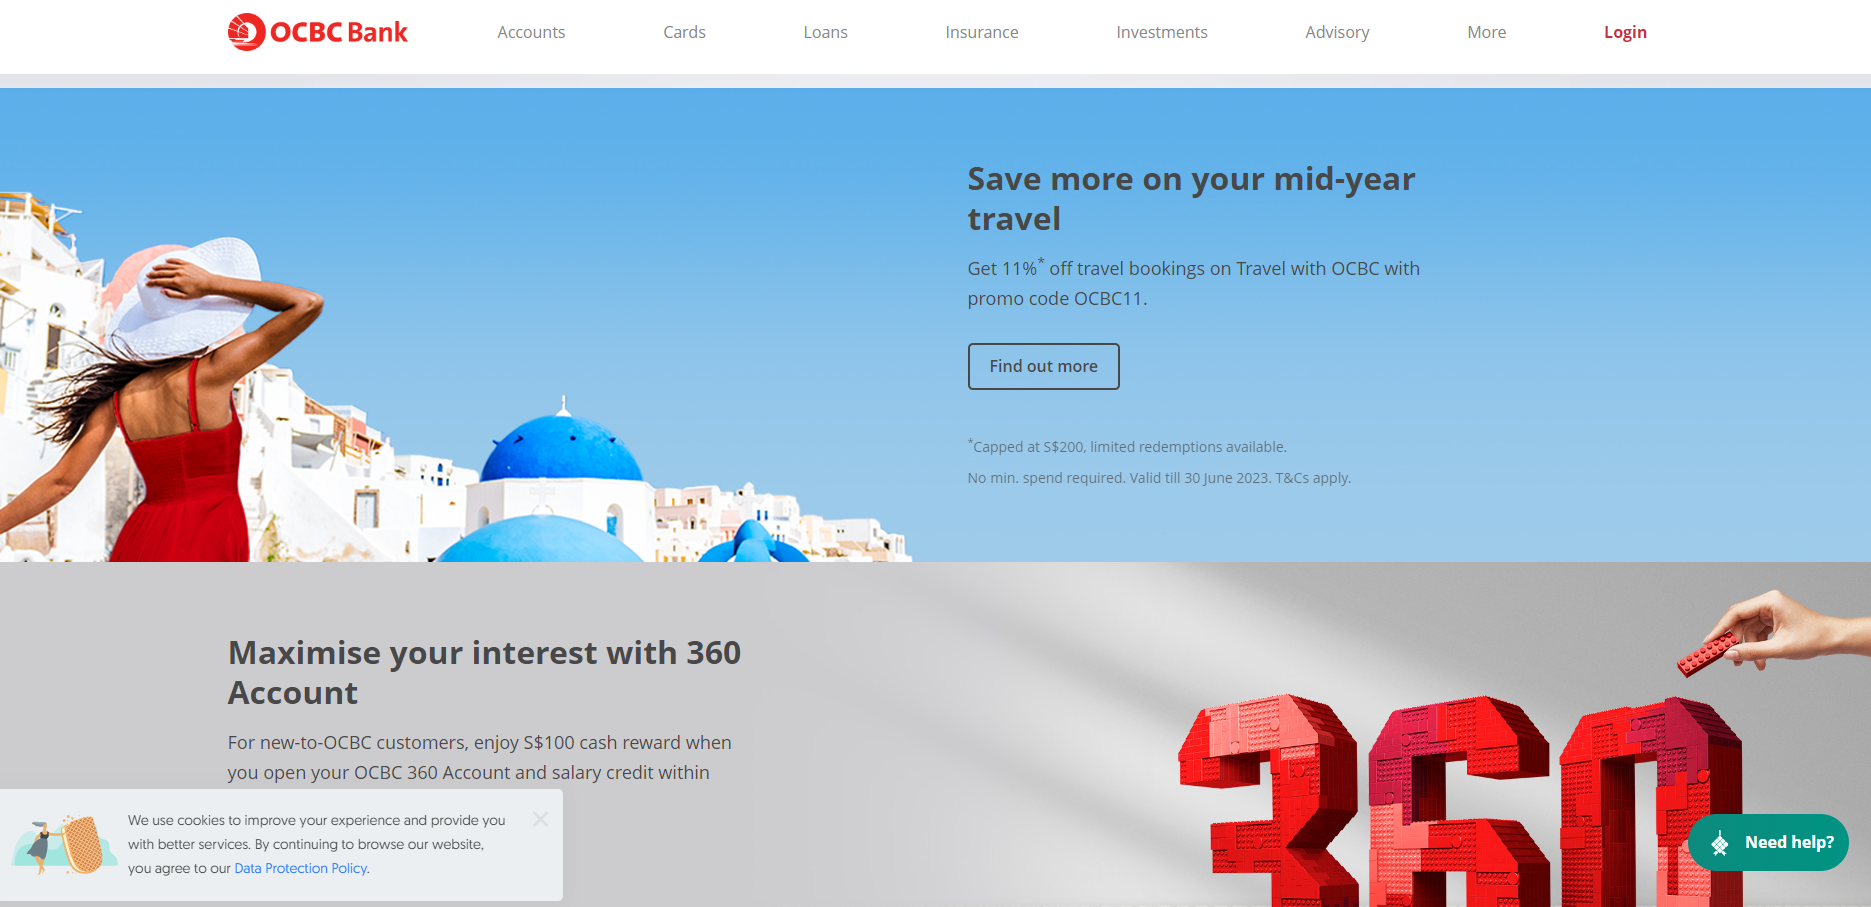 OCBC Bank
Accounts
Cards
Loans
Insurance
Investments
Advisory
More
Login
Save more on your mid-year
travel
Get 11%* off travel bookings on Travel with OCBC with
promo code OCBC11.
Find out more
*Capped at S$200, limited redemptions available.
No min. spend required. Valid till 30 June 2023. T&Cs apply.
Maximise your interest with 360
Account
For new-to-OCBC customers, enjoy S$100 cash reward when
you open your OCBC 360 Account and salary credit within
360
We use cookies to improve your experience and provide you
with better services. By continuing to browse our website,
you agree to our Data Protection Policy.
Need help?